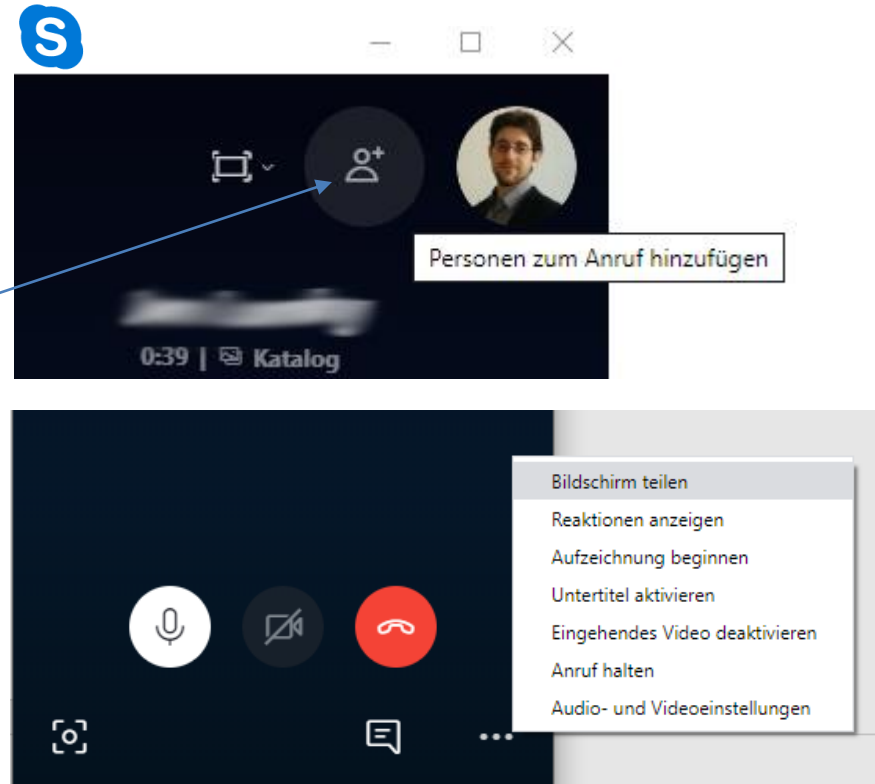 S
Personen zum Anruf hinzufügen
0:39 | Katalog
Bildschirm teilen
Reaktionen anzeigen
Aufzeichnung beginnen
Untertitel aktivieren
Eingehendes Video deaktivieren
Anruf halten
Audio- und Videoeinstellungen